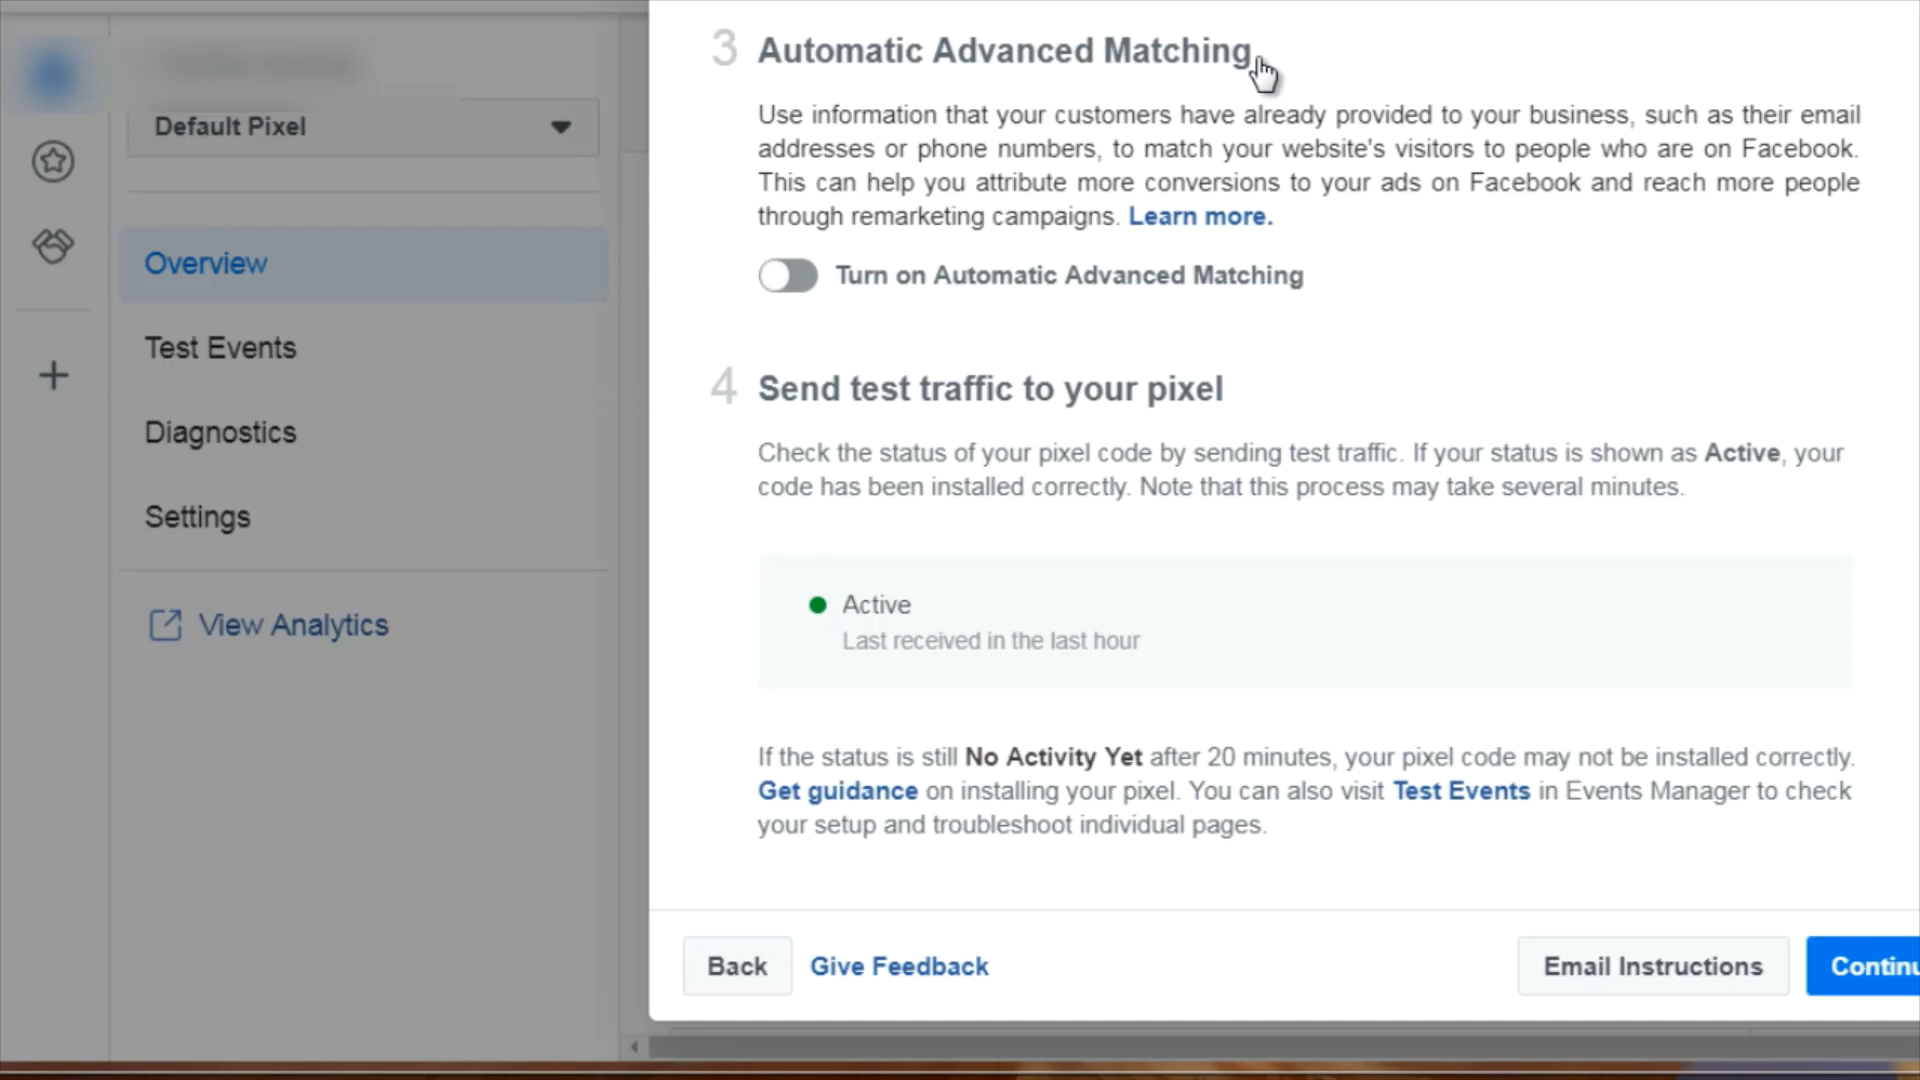 Default Pixel
Overview
Test Events
Diagnostics
Settings
View Analytics
3 Automatic Advanced Matching
Use information that your customers have already provided to your business, such as their email
addresses or phone numbers, to match your website's visitors to people who are on Facebook.
This can help you attribute more conversions to your ads on Facebook and reach more people
through remarketing campaigns. Learn more.
Turn on Automatic Advanced Matching
4 Send test traffic to your pixel
Check the status of your pixel code by sending test traffic. If your status is shown as Active, your
code has been installed correctly. Note that this process may take several minutes.
Active
Last received in the last hour
If the status is still No Activity Yet after 20 minutes, your pixel code may not be installed correctly.
Get guidance on installing your pixel. You can also visit Test Events in Events Manager to check
your setup and troubleshoot individual pages.
Back Give Feedback Email Instructions Continu